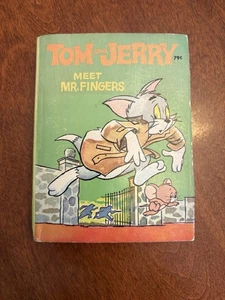 TOM AND JERRY 79¢
MEET
MR. FINGERS